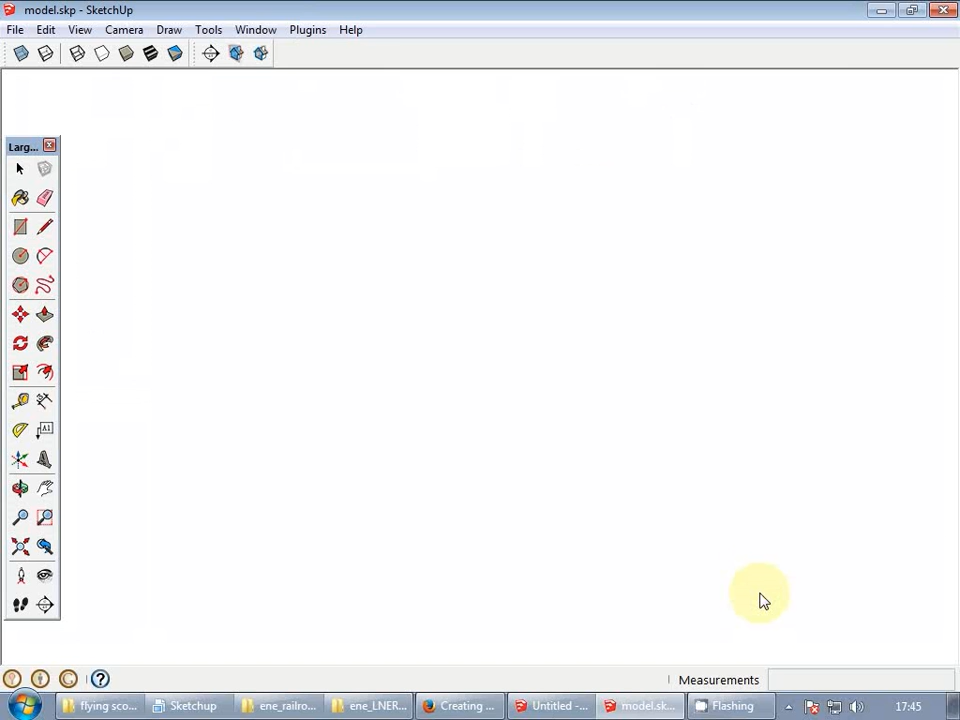 model.skp - SketchUp
File Edit View Camera Draw Tools Window Plugins Help
Larg...
A1
Measurements
flying sco... Sketchup ene_railro... ene_LNER... Creating ... Untitled -... model.sk... Flashing 17:45